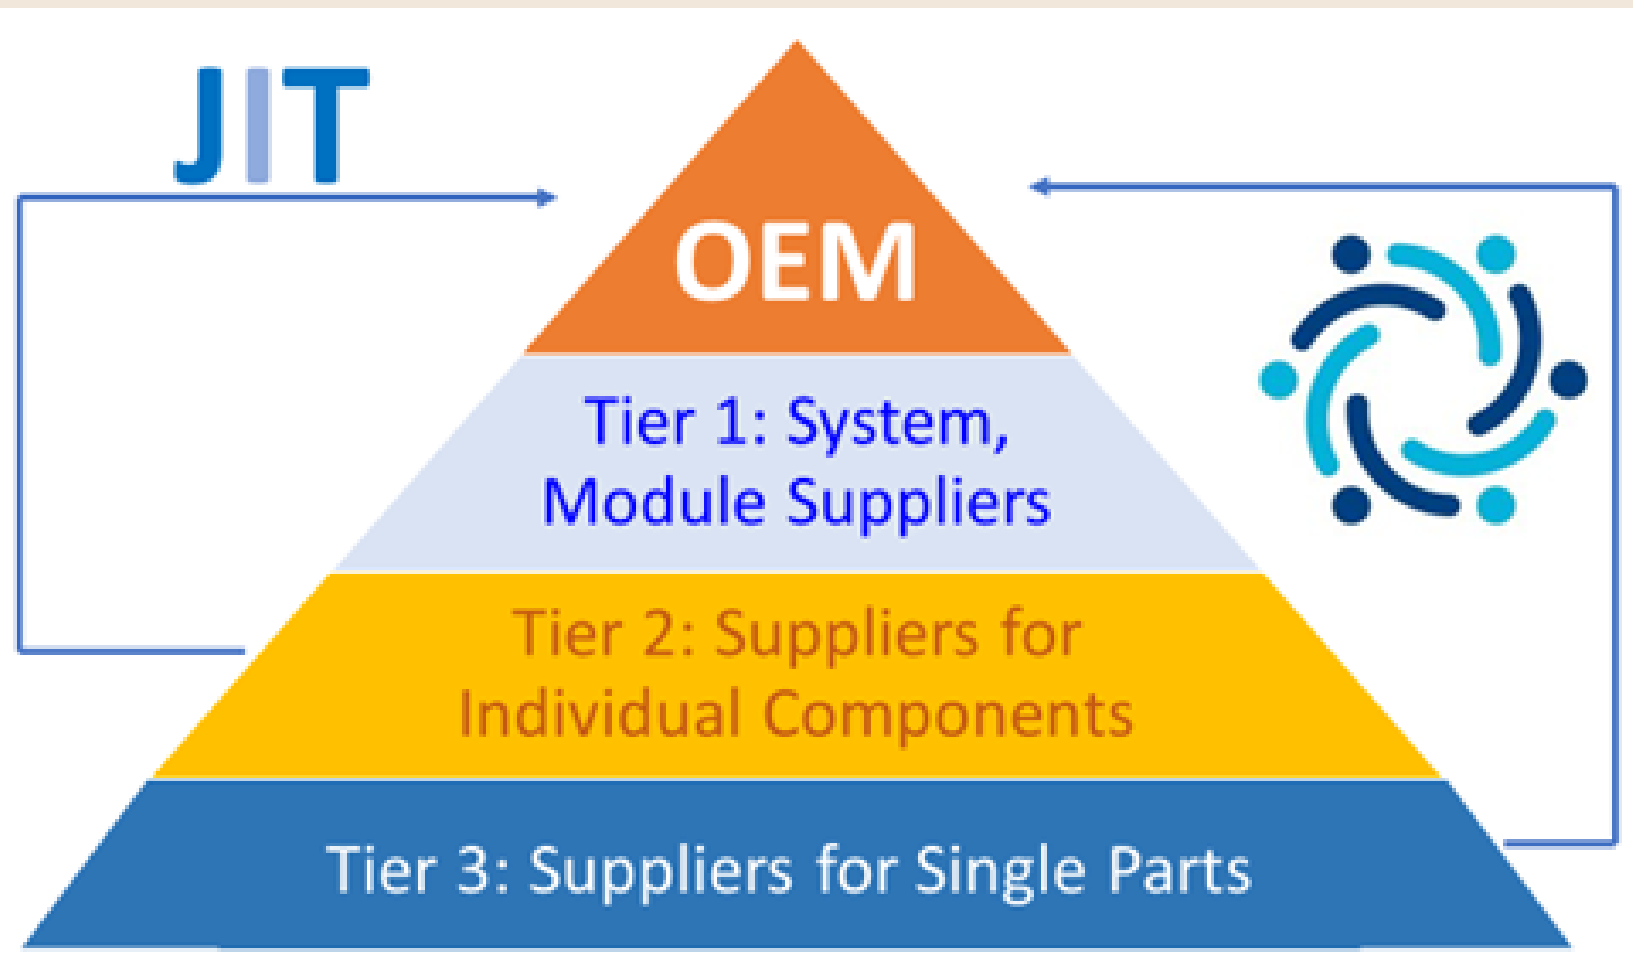 JIT
OEM
Tier 1: System,
Module Suppliers
Tier 2: Suppliers for
Individual Components
Tier 3: Suppliers for Single Parts